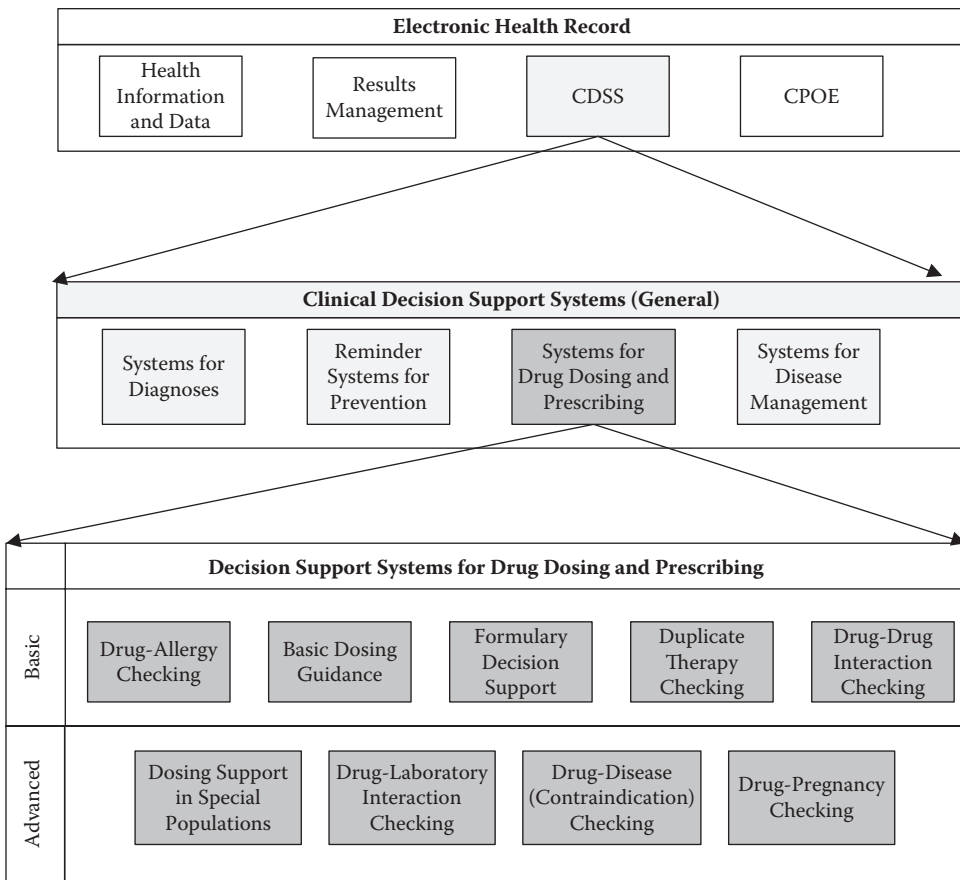 Electronic Health Record
Health
Information
and Data
Results
Management
CDSS
CPOE
Clinical Decision Support Systems (General)
Systems for
Diagnoses
Reminder
Systems for
Prevention
Systems for
Drug Dosing and
Prescribing
Systems for
Disease
Management
Decision Support Systems for Drug Dosing and Prescribing
Basic
Drug-Allergy
Checking
Basic Dosing
Guidance
Formulary
Decision
Support
Duplicate
Therapy
Checking
Drug-Drug
Interaction
Checking
Advanced
Dosing Support
in Special
Populations
Drug-Laboratory
Interaction
Checking
Drug-Disease
(Contraindication)
Checking
Drug-Pregnancy
Checking